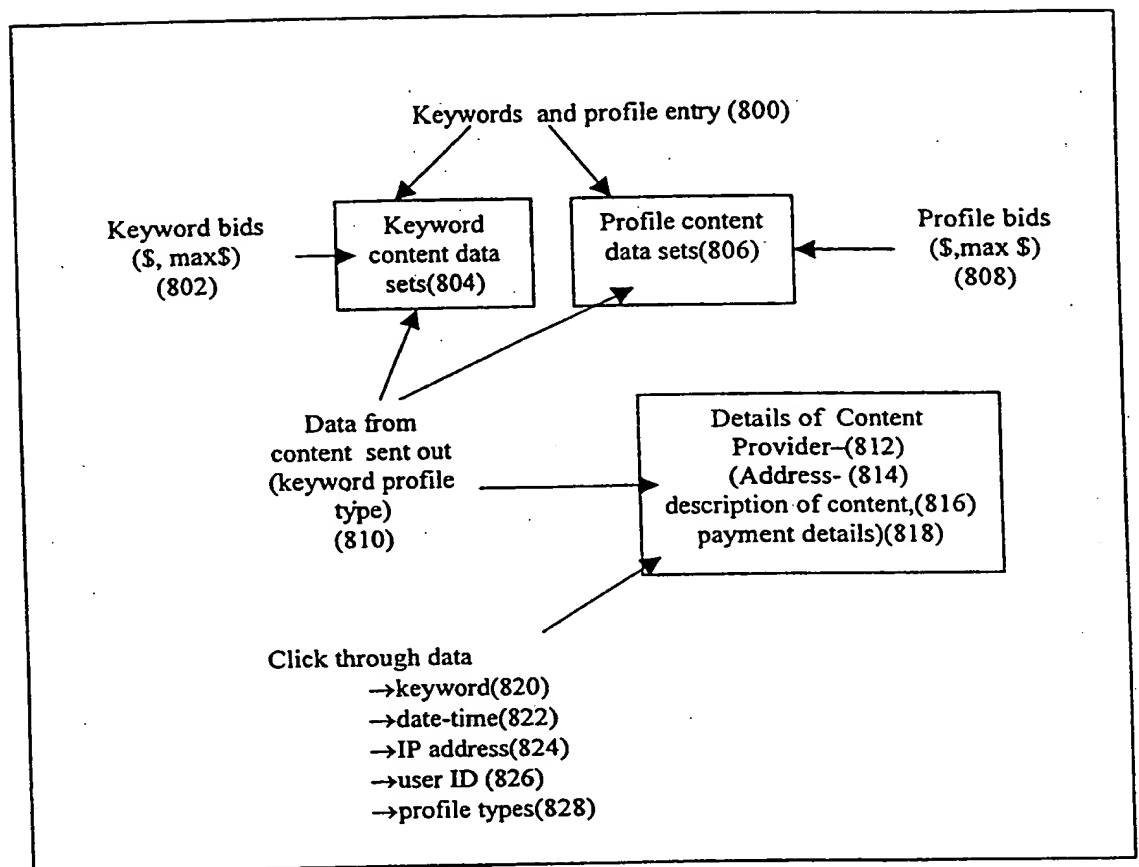 Keywords and profile entry (800)
Keyword bids
($, max$)
(802)
Keyword
content data
sets(804)
Profile content
data sets(806)
Profile bids
($,max $)
(808)
Data from
content sent out
(keyword profile
type)
(810)
Details of Content
Provider–(812)
(Address- (814)
description of content,(816)
payment details)(818)
Click through data
→keyword(820)
→date-time(822)
→IP address(824)
→user ID (826)
→profile types(828)